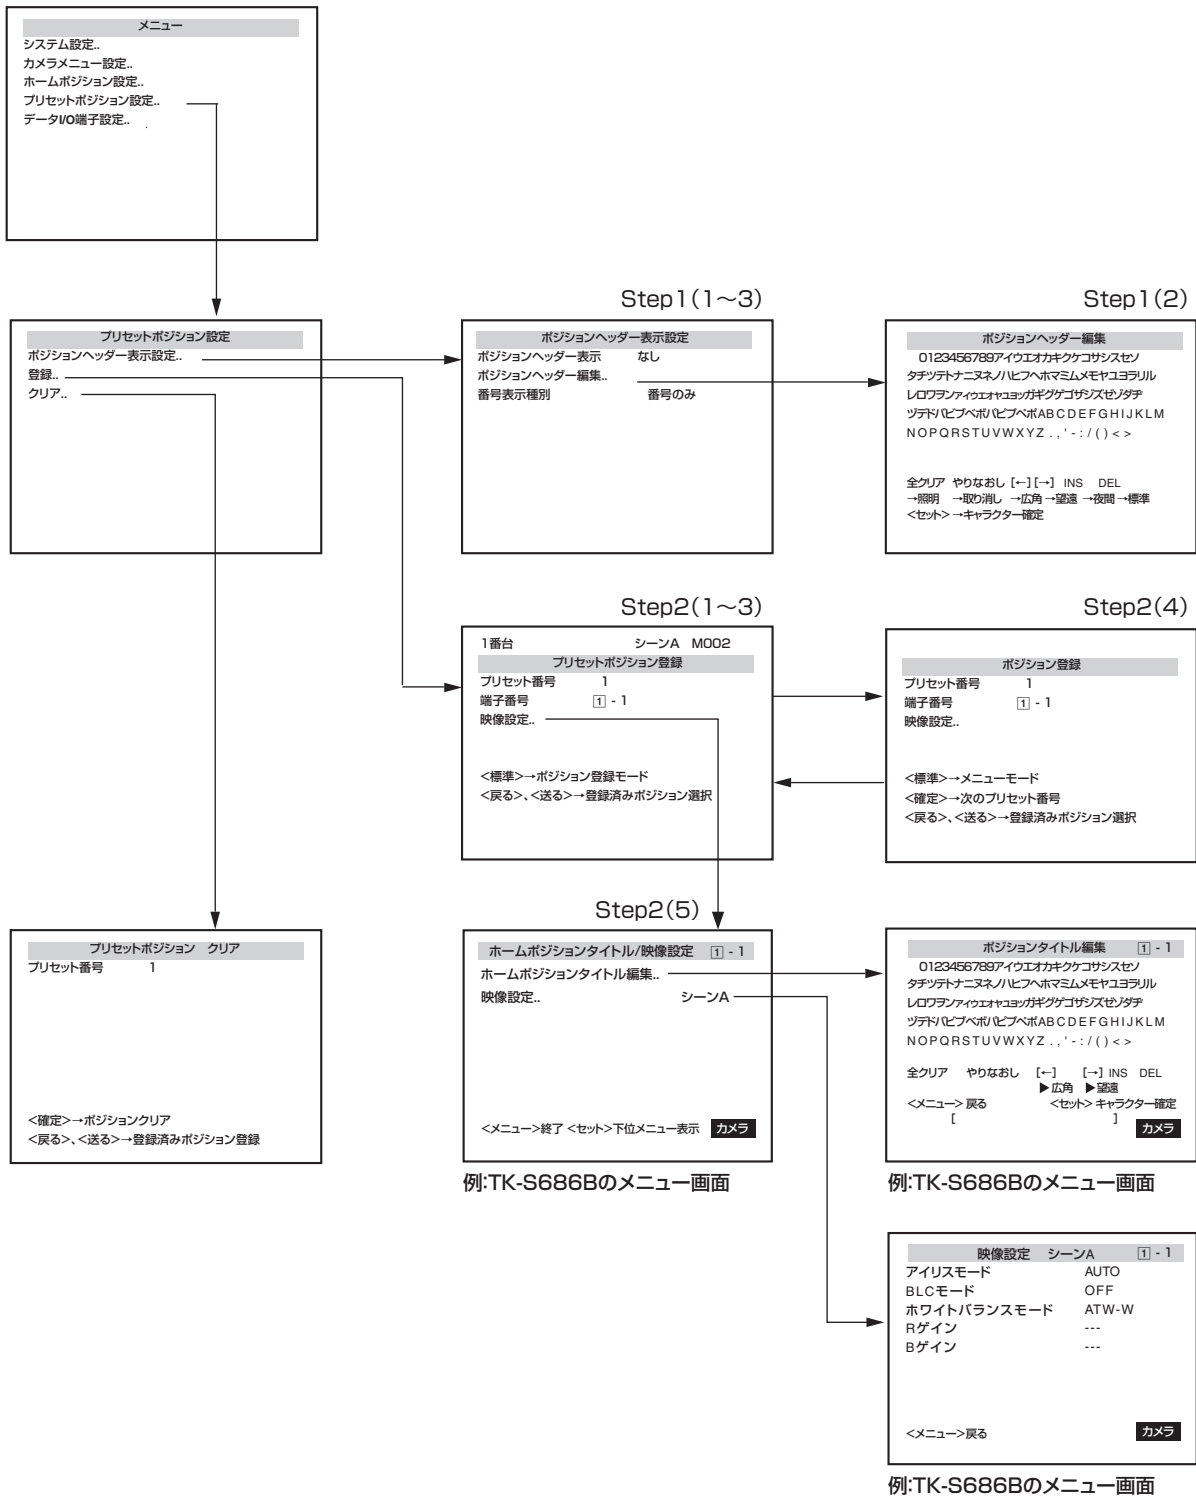 メニュー
システム設定..
カメラメニュー設定..
ホームポジション設定..
プリセットポジション設定..
データI/O端子設定..
プリセットポジション設定
ポジションヘッダー表示設定..
登録..
クリア..
Step1(1～3)
ポジションヘッダー表示設定
ポジションヘッダー表示 なし
ポジションヘッダー編集..
番号表示種別 番号のみ
Step1(2)
ポジションヘッダー編集
0123456789アイウエオカキクケコサシスセソ
タチツテトナニヌネノハヒフヘホマミムメモヤユヨラリル
レロワヲンァィゥェォャュョッガギグゲゴザジズゼゾダヂ
ヅデドバビブベボパピプペポABCDEFGHIJKLM
NOPQRSTUVWXYZ . , ' - : / ( ) < >
全クリア やりなおし [←] [→] INS DEL
→照明 →取り消し →広角 →望遠 →夜間 →標準
<セット> →キャラクター確定
Step2(1～3)
1番台 シーンA M002
プリセットポジション登録
プリセット番号 1
端子番号 1 - 1
映像設定..
<標準>→ポジション登録モード
<戻る>、<送る>→登録済みポジション選択
Step2(4)
ポジション登録
プリセット番号 1
端子番号 1 - 1
映像設定..
<標準>→メニューモード
<確定>→次のプリセット番号
<戻る>、<送る>→登録済みポジション選択
プリセットポジション クリア
プリセット番号 1
<確定>→ポジションクリア
<戻る>、<送る>→登録済みポジション登録
Step2(5)
ホームポジションタイトル/映像設定 1 - 1
ホームポジションタイトル編集..
映像設定.. シーンA
<メニュー>終了 <セット>下位メニュー表示 カメラ
例:TK-S686Bのメニュー画面
ポジションタイトル編集 1 - 1
0123456789アイウエオカキクケコサシスセソ
タチツテトナニヌネノハヒフヘホマミムメモヤユヨラリル
レロワヲンァィゥェォャュョッガギグゲゴザジズゼゾダヂ
ヅデドバビブベボパピプペポABCDEFGHIJKLM
NOPQRSTUVWXYZ . , ' - : / ( ) < >
全クリア やりなおし [←] [→] INS DEL
▶広角 ▶望遠
<メニュー> 戻る <セット> キャラクター確定
[ ] カメラ
例:TK-S686Bのメニュー画面
映像設定 シーンA 1 - 1
アイリスモード AUTO
BLCモード OFF
ホワイトバランスモード ATW-W
Rゲイン ---
Bゲイン ---
<メニュー>戻る カメラ
例:TK-S686Bのメニュー画面